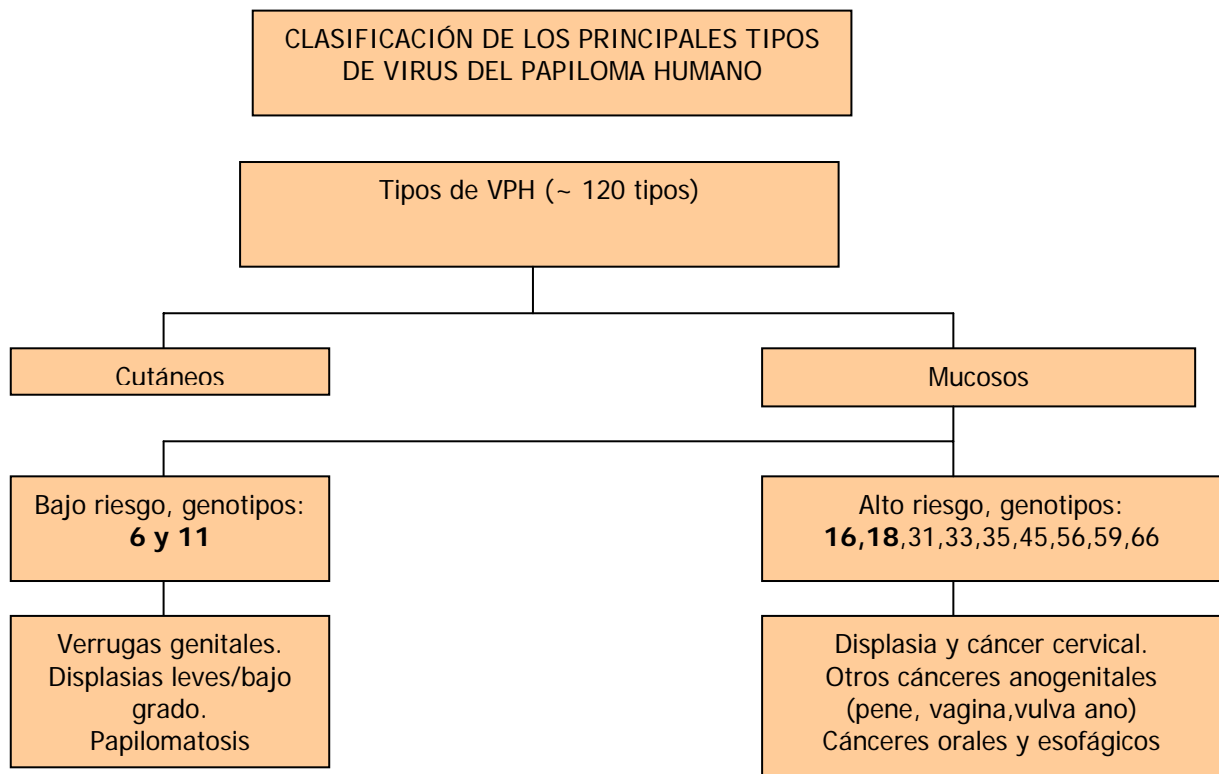 CLASIFICACIÓN DE LOS PRINCIPALES TIPOS
DE VIRUS DEL PAPILOMA HUMANO
Tipos de VPH (~ 120 tipos)
Cutáneos
Mucosos
Bajo riesgo, genotipos:
6 y 11
Alto riesgo, genotipos:
16,18,31,33,35,45,56,59,66
Verrugas genitales.
Displasias leves/bajo
grado.
Papilomatosis
Displasia y cáncer cervical.
Otros cánceres anogenitales
(pene, vagina,vulva ano)
Cánceres orales y esofágicos